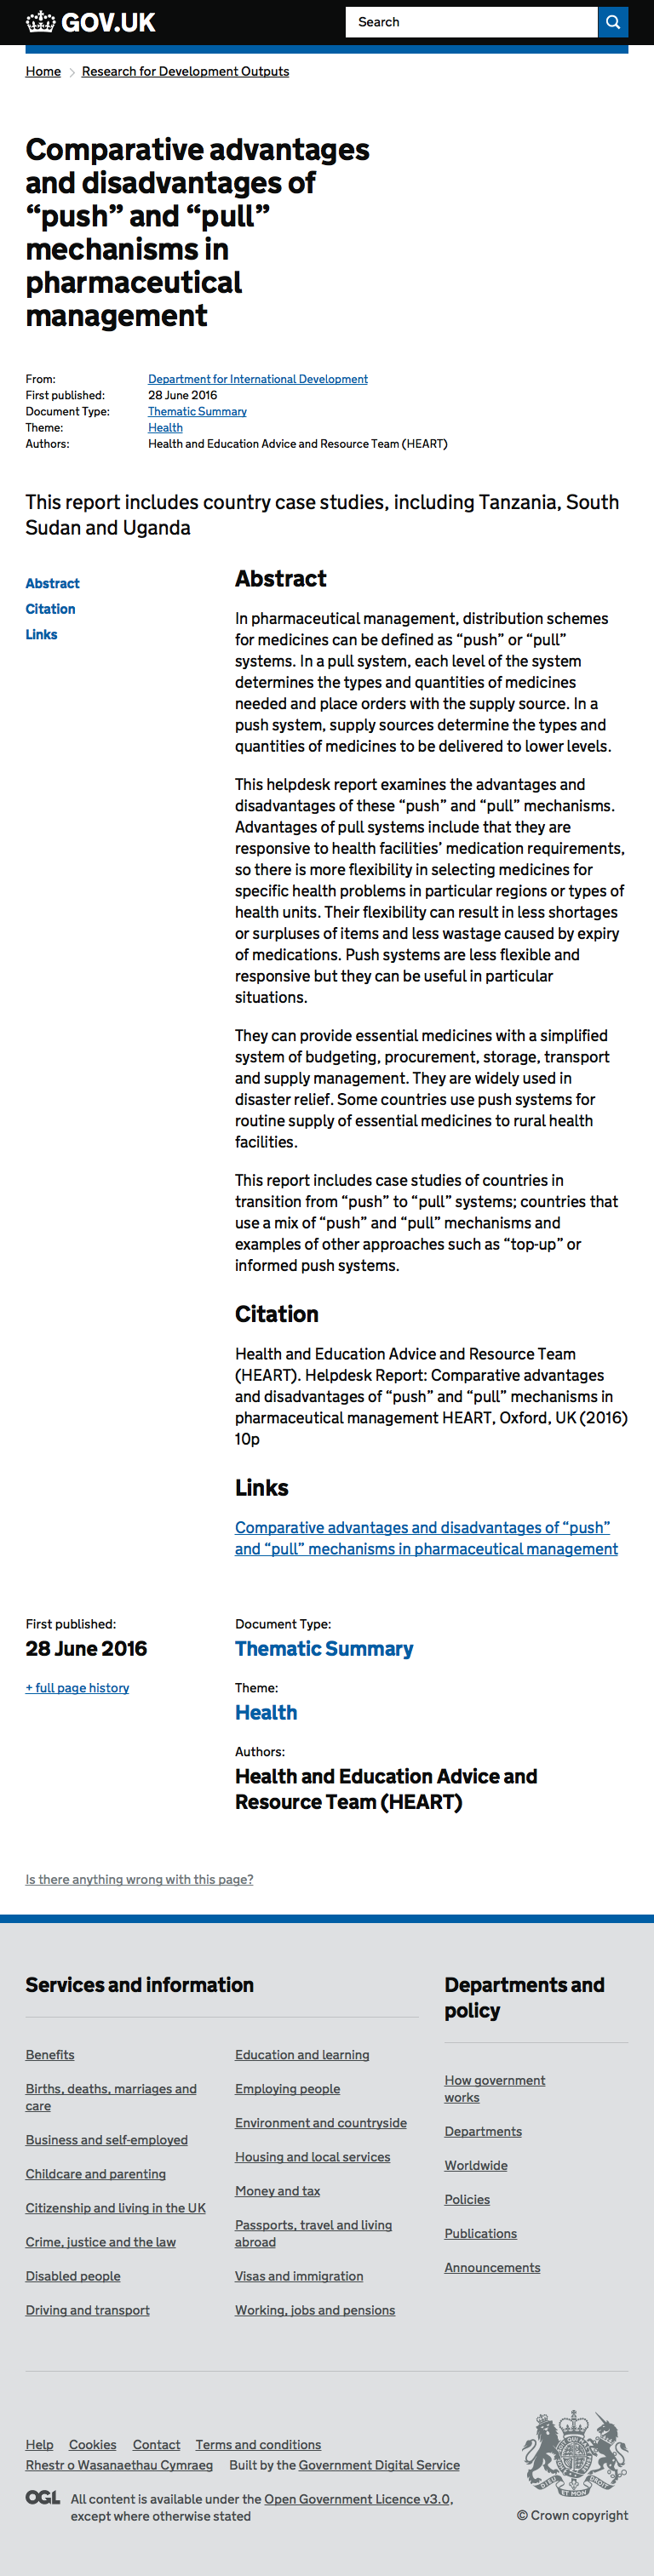 GOV.UK
Search
Home
Research for Development Outputs
Comparative advantages
and disadvantages of
“push” and “pull”
mechanisms in
pharmaceutical
management
From: Department for International Development
First published: 28 June 2016
Document Type: Thematic Summary
Theme: Health
Authors: Health and Education Advice and Resource Team (HEART)
This report includes country case studies, including Tanzania, South
Sudan and Uganda
Abstract
Citation
Links
Abstract
In pharmaceutical management, distribution schemes
for medicines can be defined as “push” or “pull”
systems. In a pull system, each level of the system
determines the types and quantities of medicines
needed and place orders with the supply source. In a
push system, supply sources determine the types and
quantities of medicines to be delivered to lower levels.
This helpdesk report examines the advantages and
disadvantages of these “push” and “pull” mechanisms.
Advantages of pull systems include that they are
responsive to health facilities’ medication requirements,
so there is more flexibility in selecting medicines for
specific health problems in particular regions or types of
health units. Their flexibility can result in less shortages
or surpluses of items and less wastage caused by expiry
of medications. Push systems are less flexible and
responsive but they can be useful in particular
situations.
They can provide essential medicines with a simplified
system of budgeting, procurement, storage, transport
and supply management. They are widely used in
disaster relief. Some countries use push systems for
routine supply of essential medicines to rural health
facilities.
This report includes case studies of countries in
transition from “push” to “pull” systems; countries that
use a mix of “push” and “pull” mechanisms and
examples of other approaches such as “top-up” or
informed push systems.
Citation
Health and Education Advice and Resource Team
(HEART). Helpdesk Report: Comparative advantages
and disadvantages of “push” and “pull” mechanisms in
pharmaceutical management HEART, Oxford, UK (2016)
10p
Links
Comparative advantages and disadvantages of “push”
and “pull” mechanisms in pharmaceutical management
First published:
28 June 2016
+ full page history
Document Type:
Thematic Summary
Theme:
Health
Authors:
Health and Education Advice and
Resource Team (HEART)
Is there anything wrong with this page?
Services and information
Benefits
Births, deaths, marriages and
care
Business and self-employed
Childcare and parenting
Citizenship and living in the UK
Crime, justice and the law
Disabled people
Driving and transport
Education and learning
Employing people
Environment and countryside
Housing and local services
Money and tax
Passports, travel and living
abroad
Visas and immigration
Working, jobs and pensions
Departments and
policy
How government
works
Departments
Worldwide
Policies
Publications
Announcements
Help Cookies Contact Terms and conditions
Rhestr o Wasanaethau Cymraeg Built by the Government Digital Service
OGL
All content is available under the Open Government Licence v3.0,
except where otherwise stated
© Crown copyright